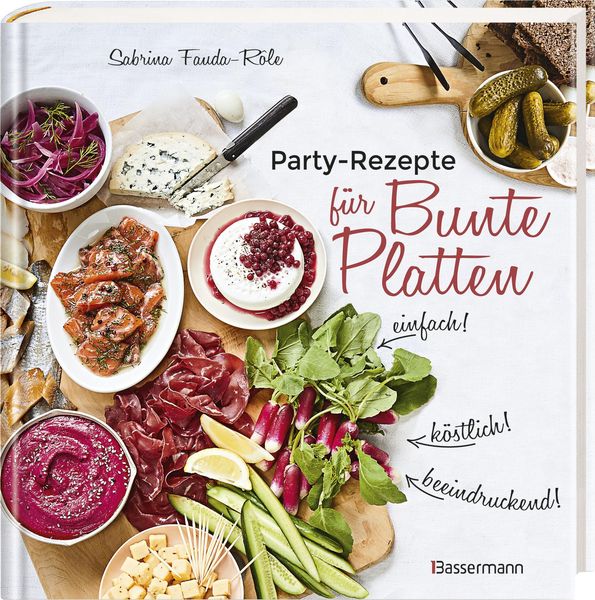 Sabrina Fauda-Rôle
Party-Rezepte
für Bunte
Platten
einfach!
köstlich!
beeindruckend!
Bassermann